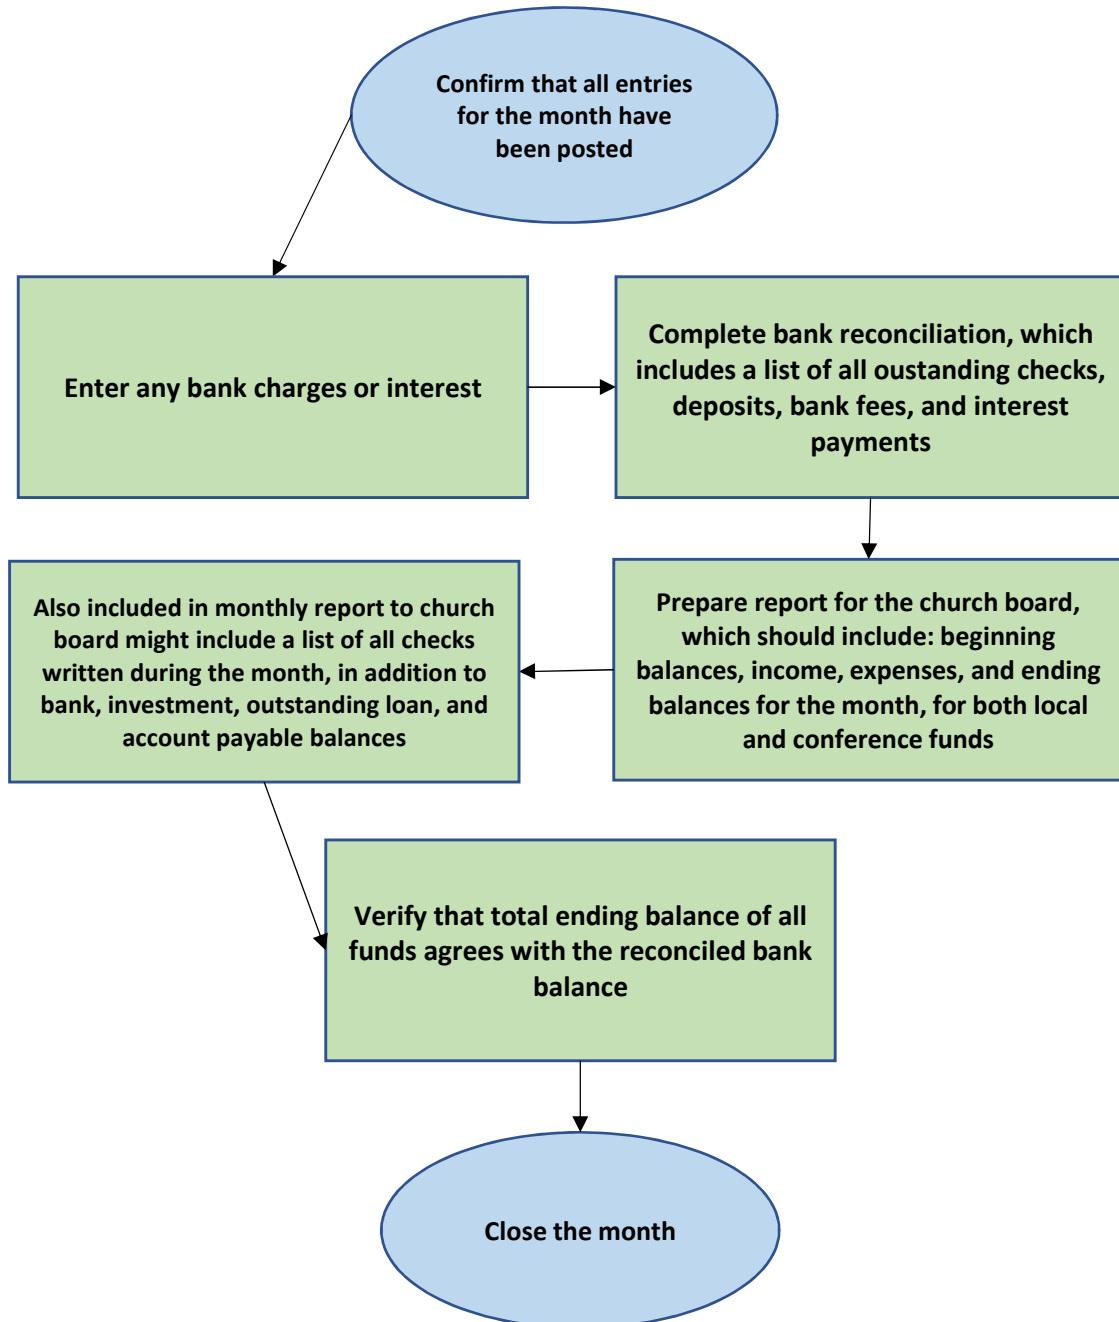 Confirm that all entries
for the month have
been posted
Enter any bank charges or interest
Complete bank reconciliation, which
includes a list of all oustanding checks,
deposits, bank fees, and interest
payments
Prepare report for the church board,
which should include: beginning
balances, income, expenses, and ending
balances for the month, for both local
and conference funds
Also included in monthly report to church
board might include a list of all checks
written during the month, in addition to
bank, investment, outstanding loan, and
account payable balances
Verify that total ending balance of all
funds agrees with the reconciled bank
balance
Close the month